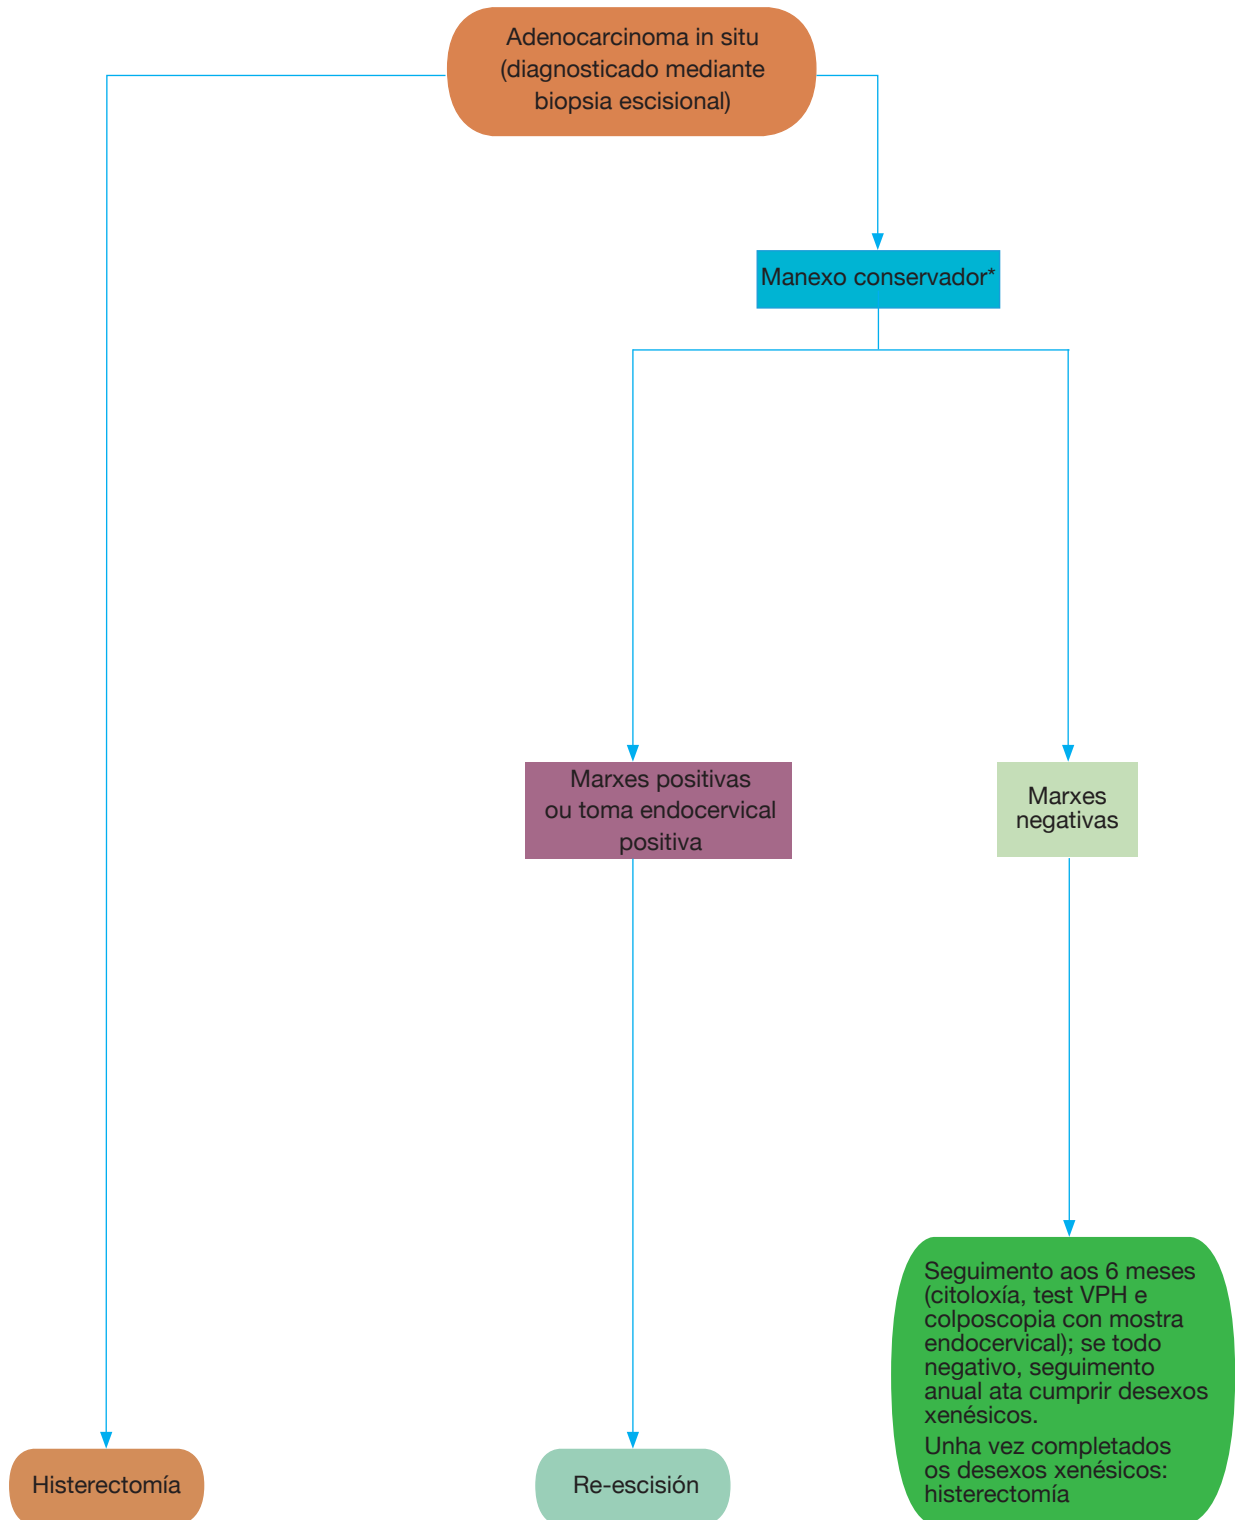 Adenocarcinoma in situ
(diagnosticado mediante
biopsia escisional)
Manexo conservador*
Marxes positivas
ou toma endocervical
positiva
Marxes
negativas
Seguimento aos 6 meses
(citoloxía, test VPH e
colposcopia con mostra
endocervical); se todo
negativo, seguimento
anual ata cumprir desexos
xenésicos.
Unha vez completados
os desexos xenésicos:
histerectomía
Histerectomía
Re-escisión